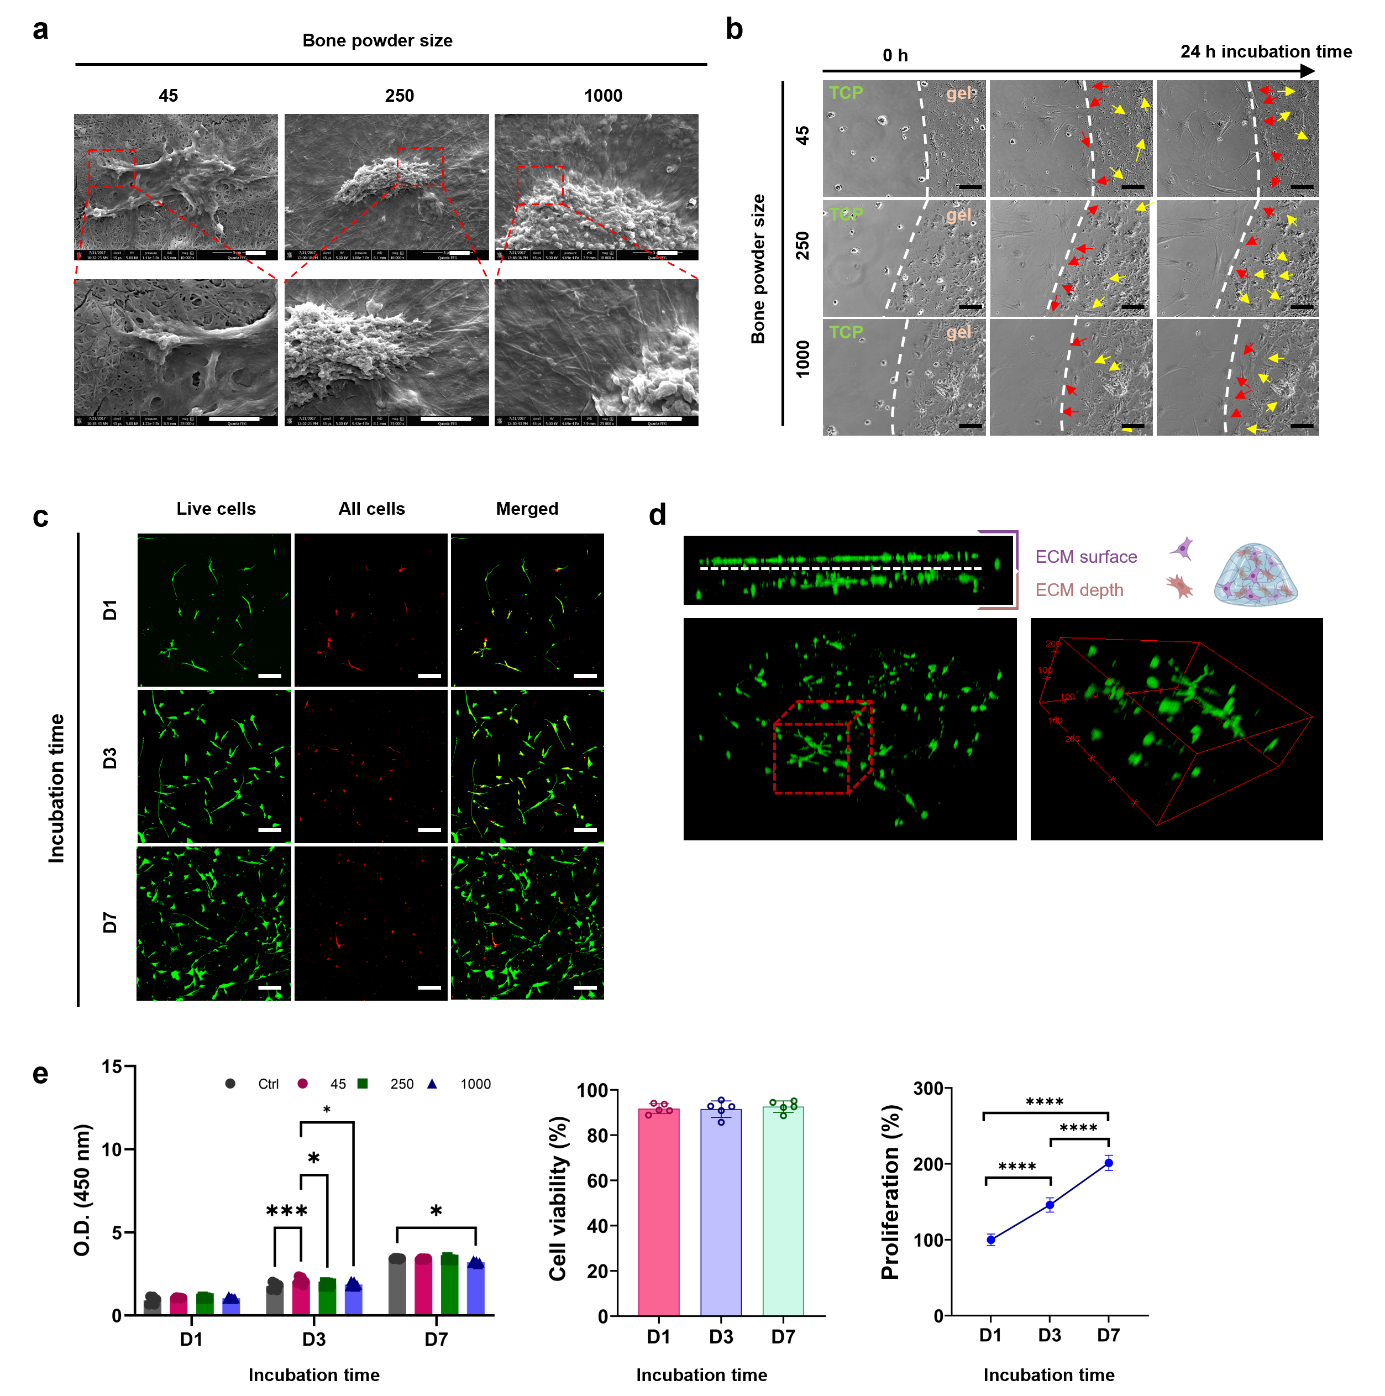 a
Bone powder size
45 250 1000
b
0 h
24 h incubation time
Bone powder size
45
TCP gel
250
TCP gel
1000
TCP gel
c
Live cells All cells Merged
Incubation time
D1
D3
D7
d
ECM surface
ECM depth
e
O.D. (450 nm)
15
10
5
0
Ctrl 45 250 1000
*
*
***
*
D1 D3 D7
Incubation time
Cell viability (%)
100
80
60
40
20
0
D1 D3 D7
Incubation time
Proliferation (%)
300
200
100
0
****
****
****
D1 D3 D7
Incubation time